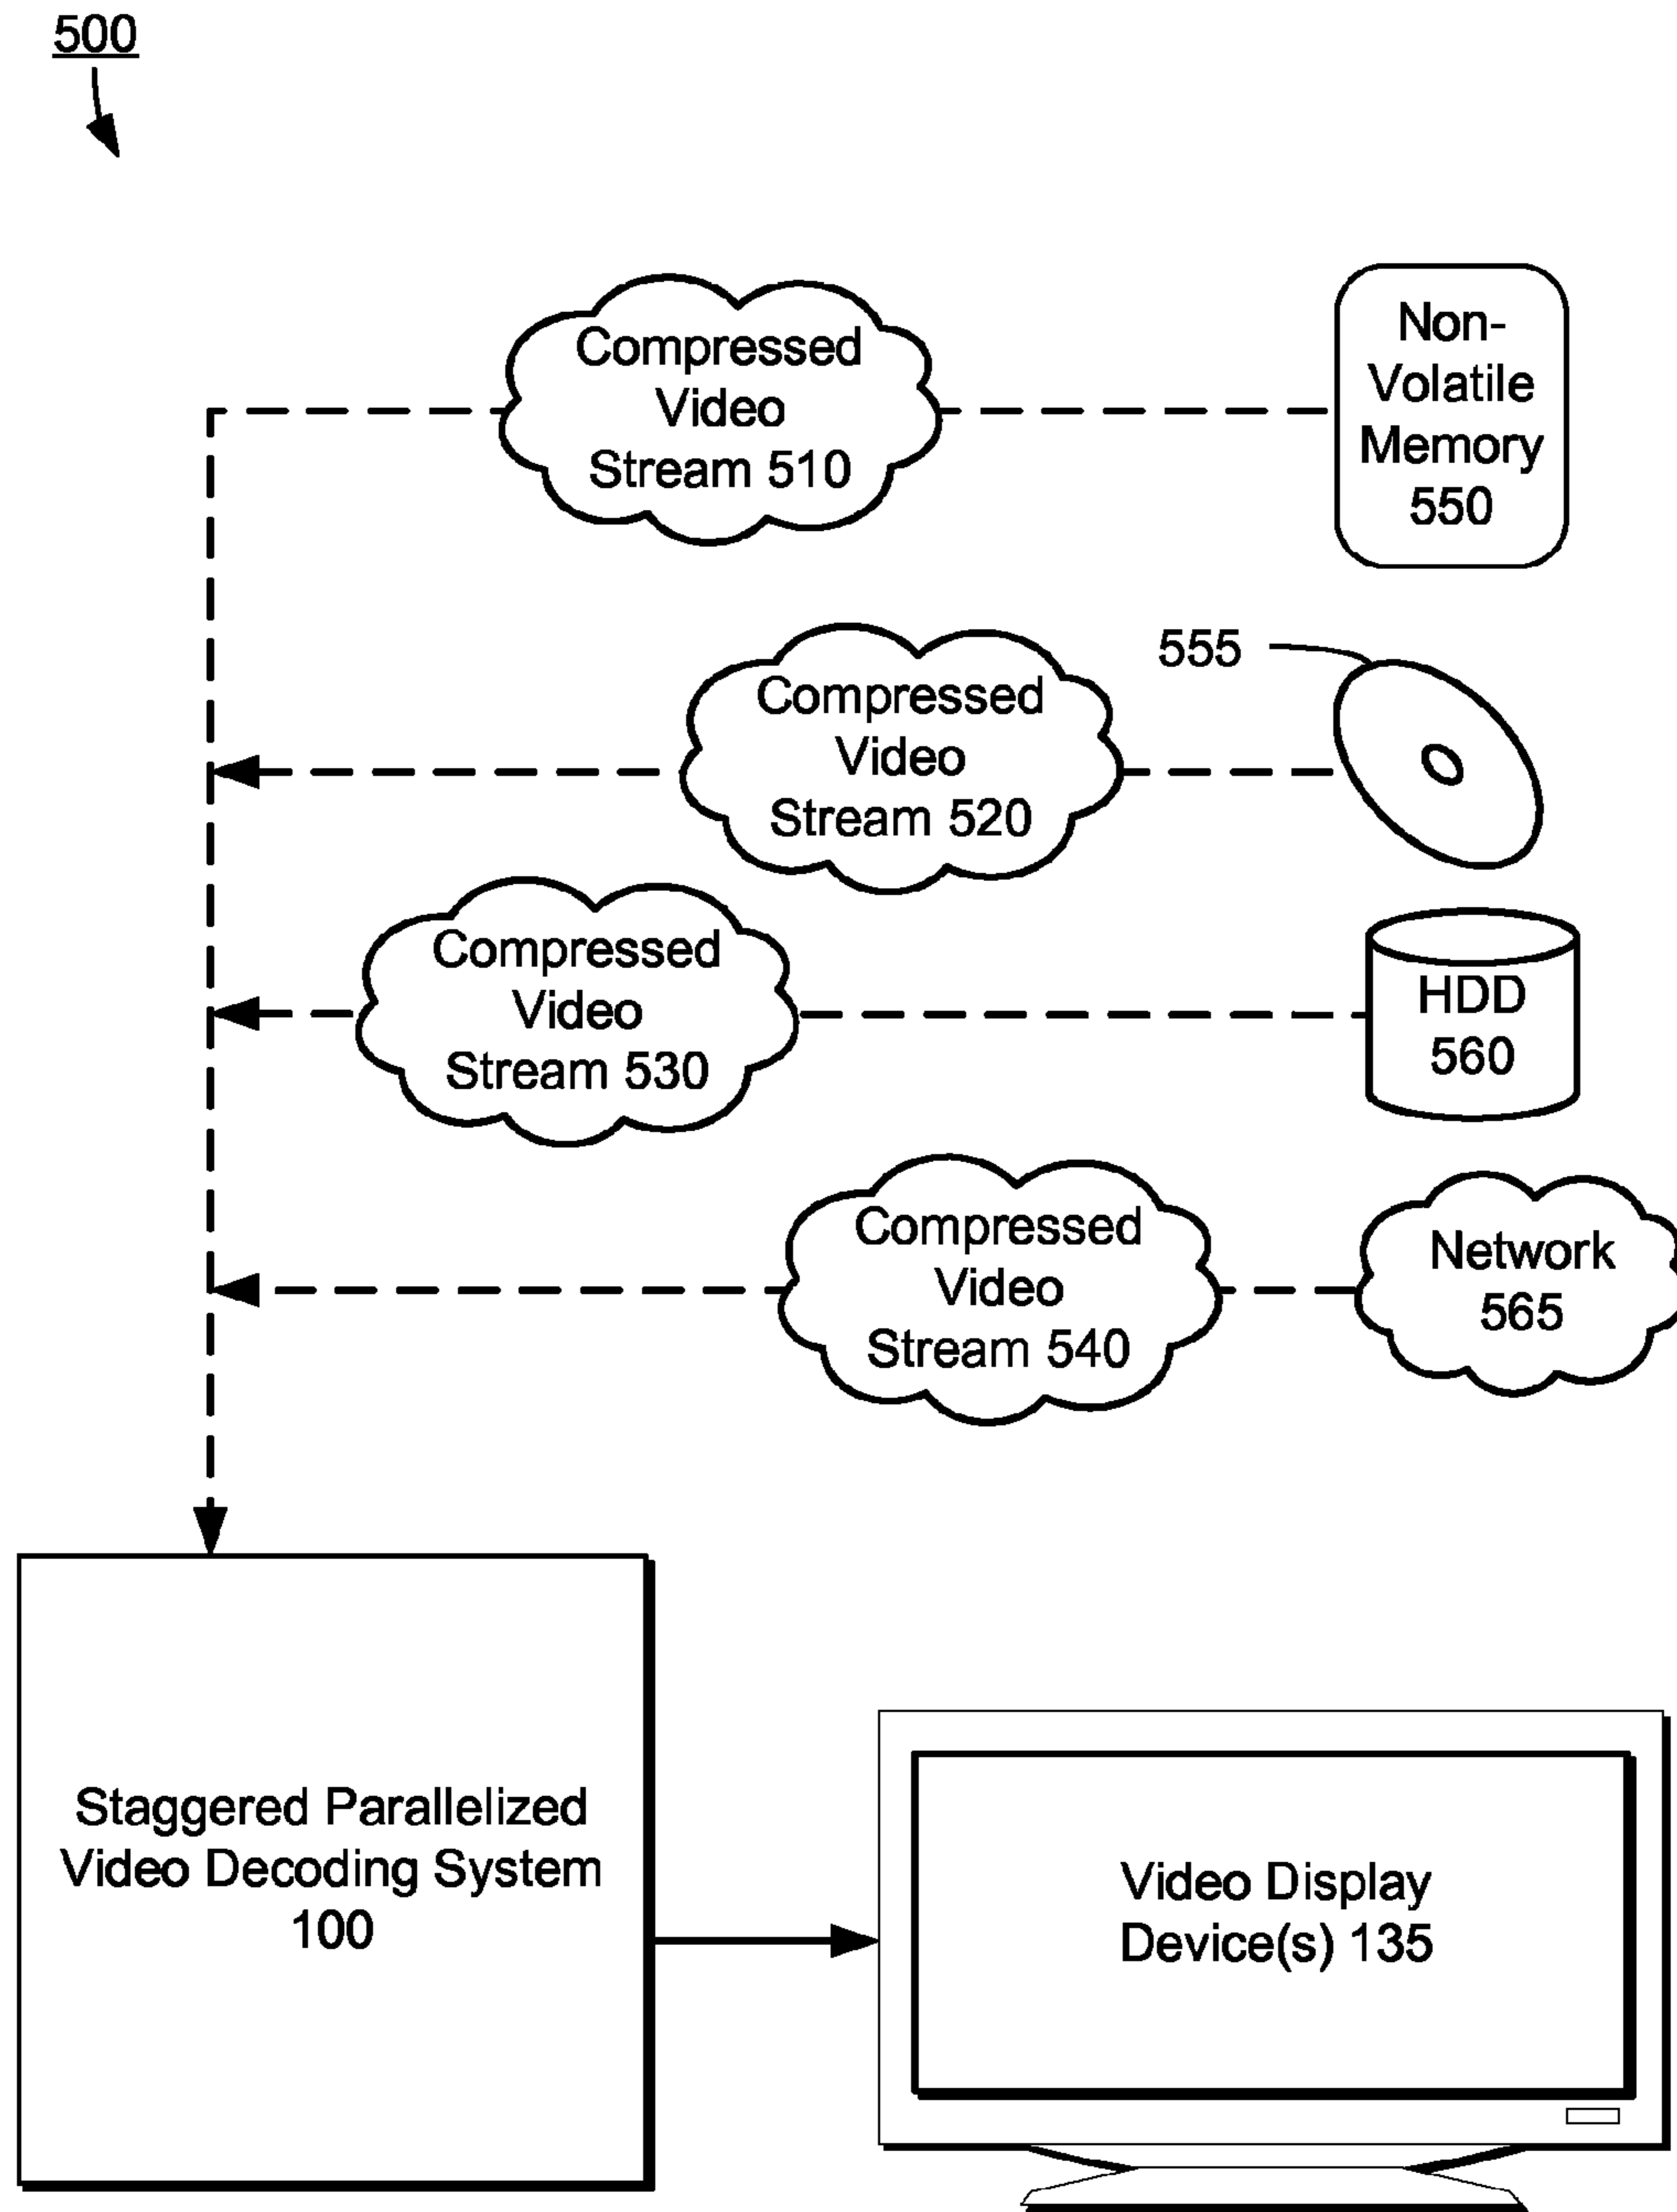 500
Compressed
Video
Stream 510
Non-
Volatile
Memory
550
Compressed
Video
Stream 520
555
Compressed
Video
Stream 530
HDD
560
Compressed
Video
Stream 540
Network
565
Staggered Parallelized
Video Decoding System
100
Video Display
Device(s) 135